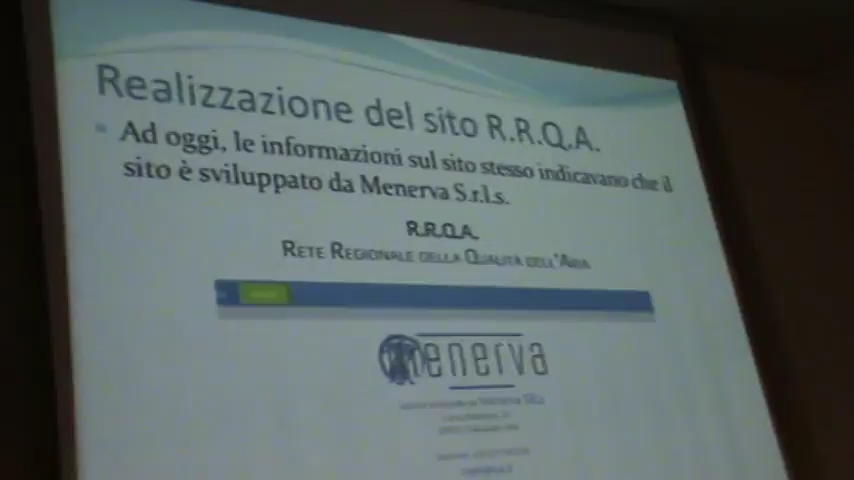 Realizzazione del sito R.R.Q.A.
Ad oggi, le informazioni sul sito stesso indicavano che il
sito è sviluppato da Menerva S.r.l.s.
R.R.Q.A.
RETE REGIONALE DELLA QUALITÀ DELL'ARIA
menerva